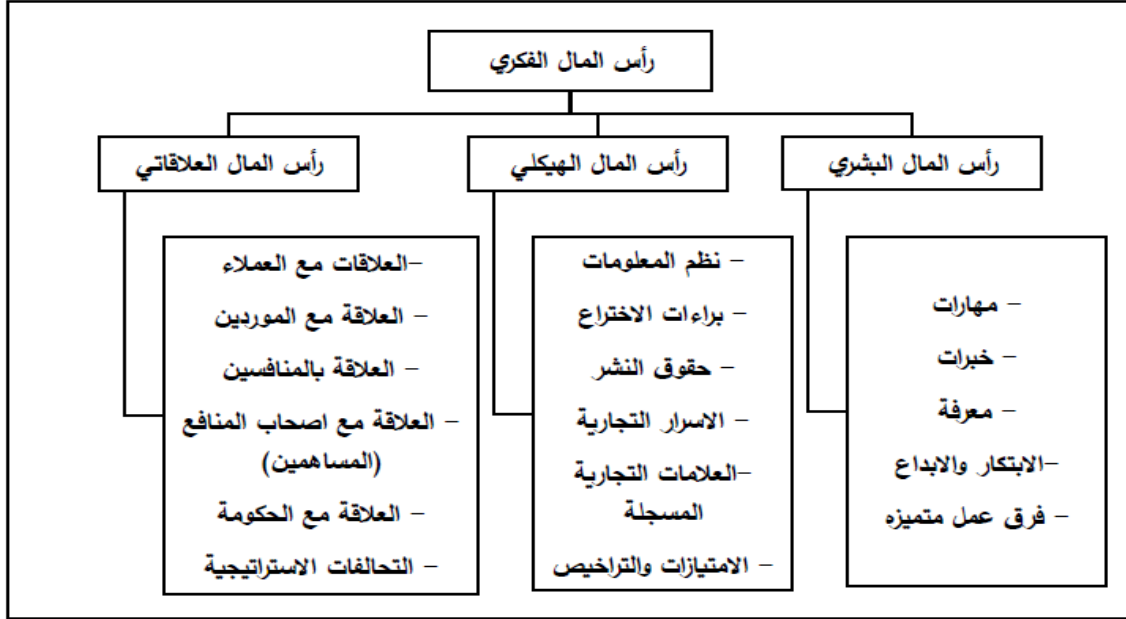 رأس المال الفكري
رأس المال البشري
رأس المال الهيكلي
رأس المال العلاقاتي
– مهارات
– خبرات
– معرفة
–الابتكار والابداع
– فرق عمل متميزه
– نظم المعلومات
– براءات الاختراع
– حقوق النشر
– الاسرار التجارية
–العلامات التجارية
المسجلة
– الامتيازات والتراخيص
–العلاقات مع العملاء
– العلاقة مع الموردين
– العلاقة بالمنافسين
– العلاقة مع اصحاب المنافع
(المساهمين)
– العلاقة مع الحكومة
– التحالفات الاستراتيجية